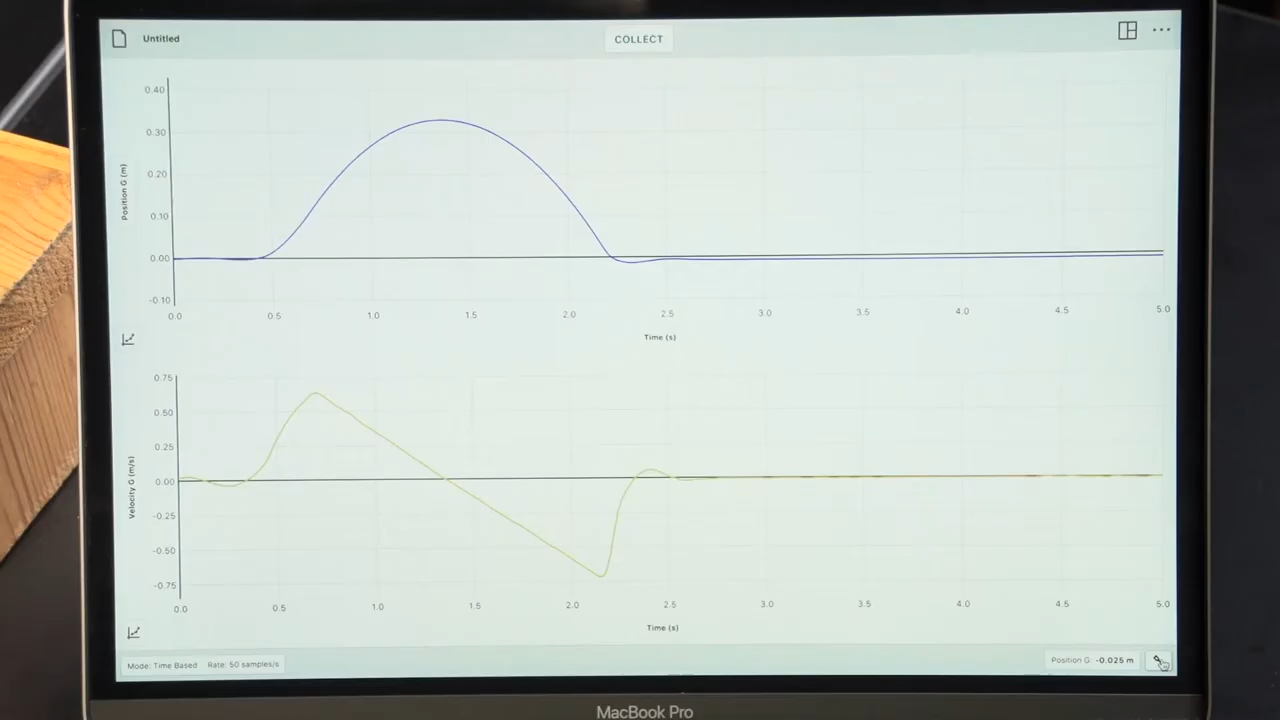 Untitled
COLLECT
0.40
0.30
0.20
0.10
0.00
-0.10
Position G (m)
0.0 0.5 1.0 1.5 2.0 2.5 3.0 3.5 4.0 4.5 5.0
Time (s)
0.75
0.50
0.25
0.00
-0.25
-0.50
-0.75
Velocity G (m/s)
0.0 0.5 1.0 1.5 2.0 2.5 3.0 3.5 4.0 4.5 5.0
Time (s)
Mode: Time Based Rate: 50 samples/s
Position G: -0.025 m
MacBook Pro